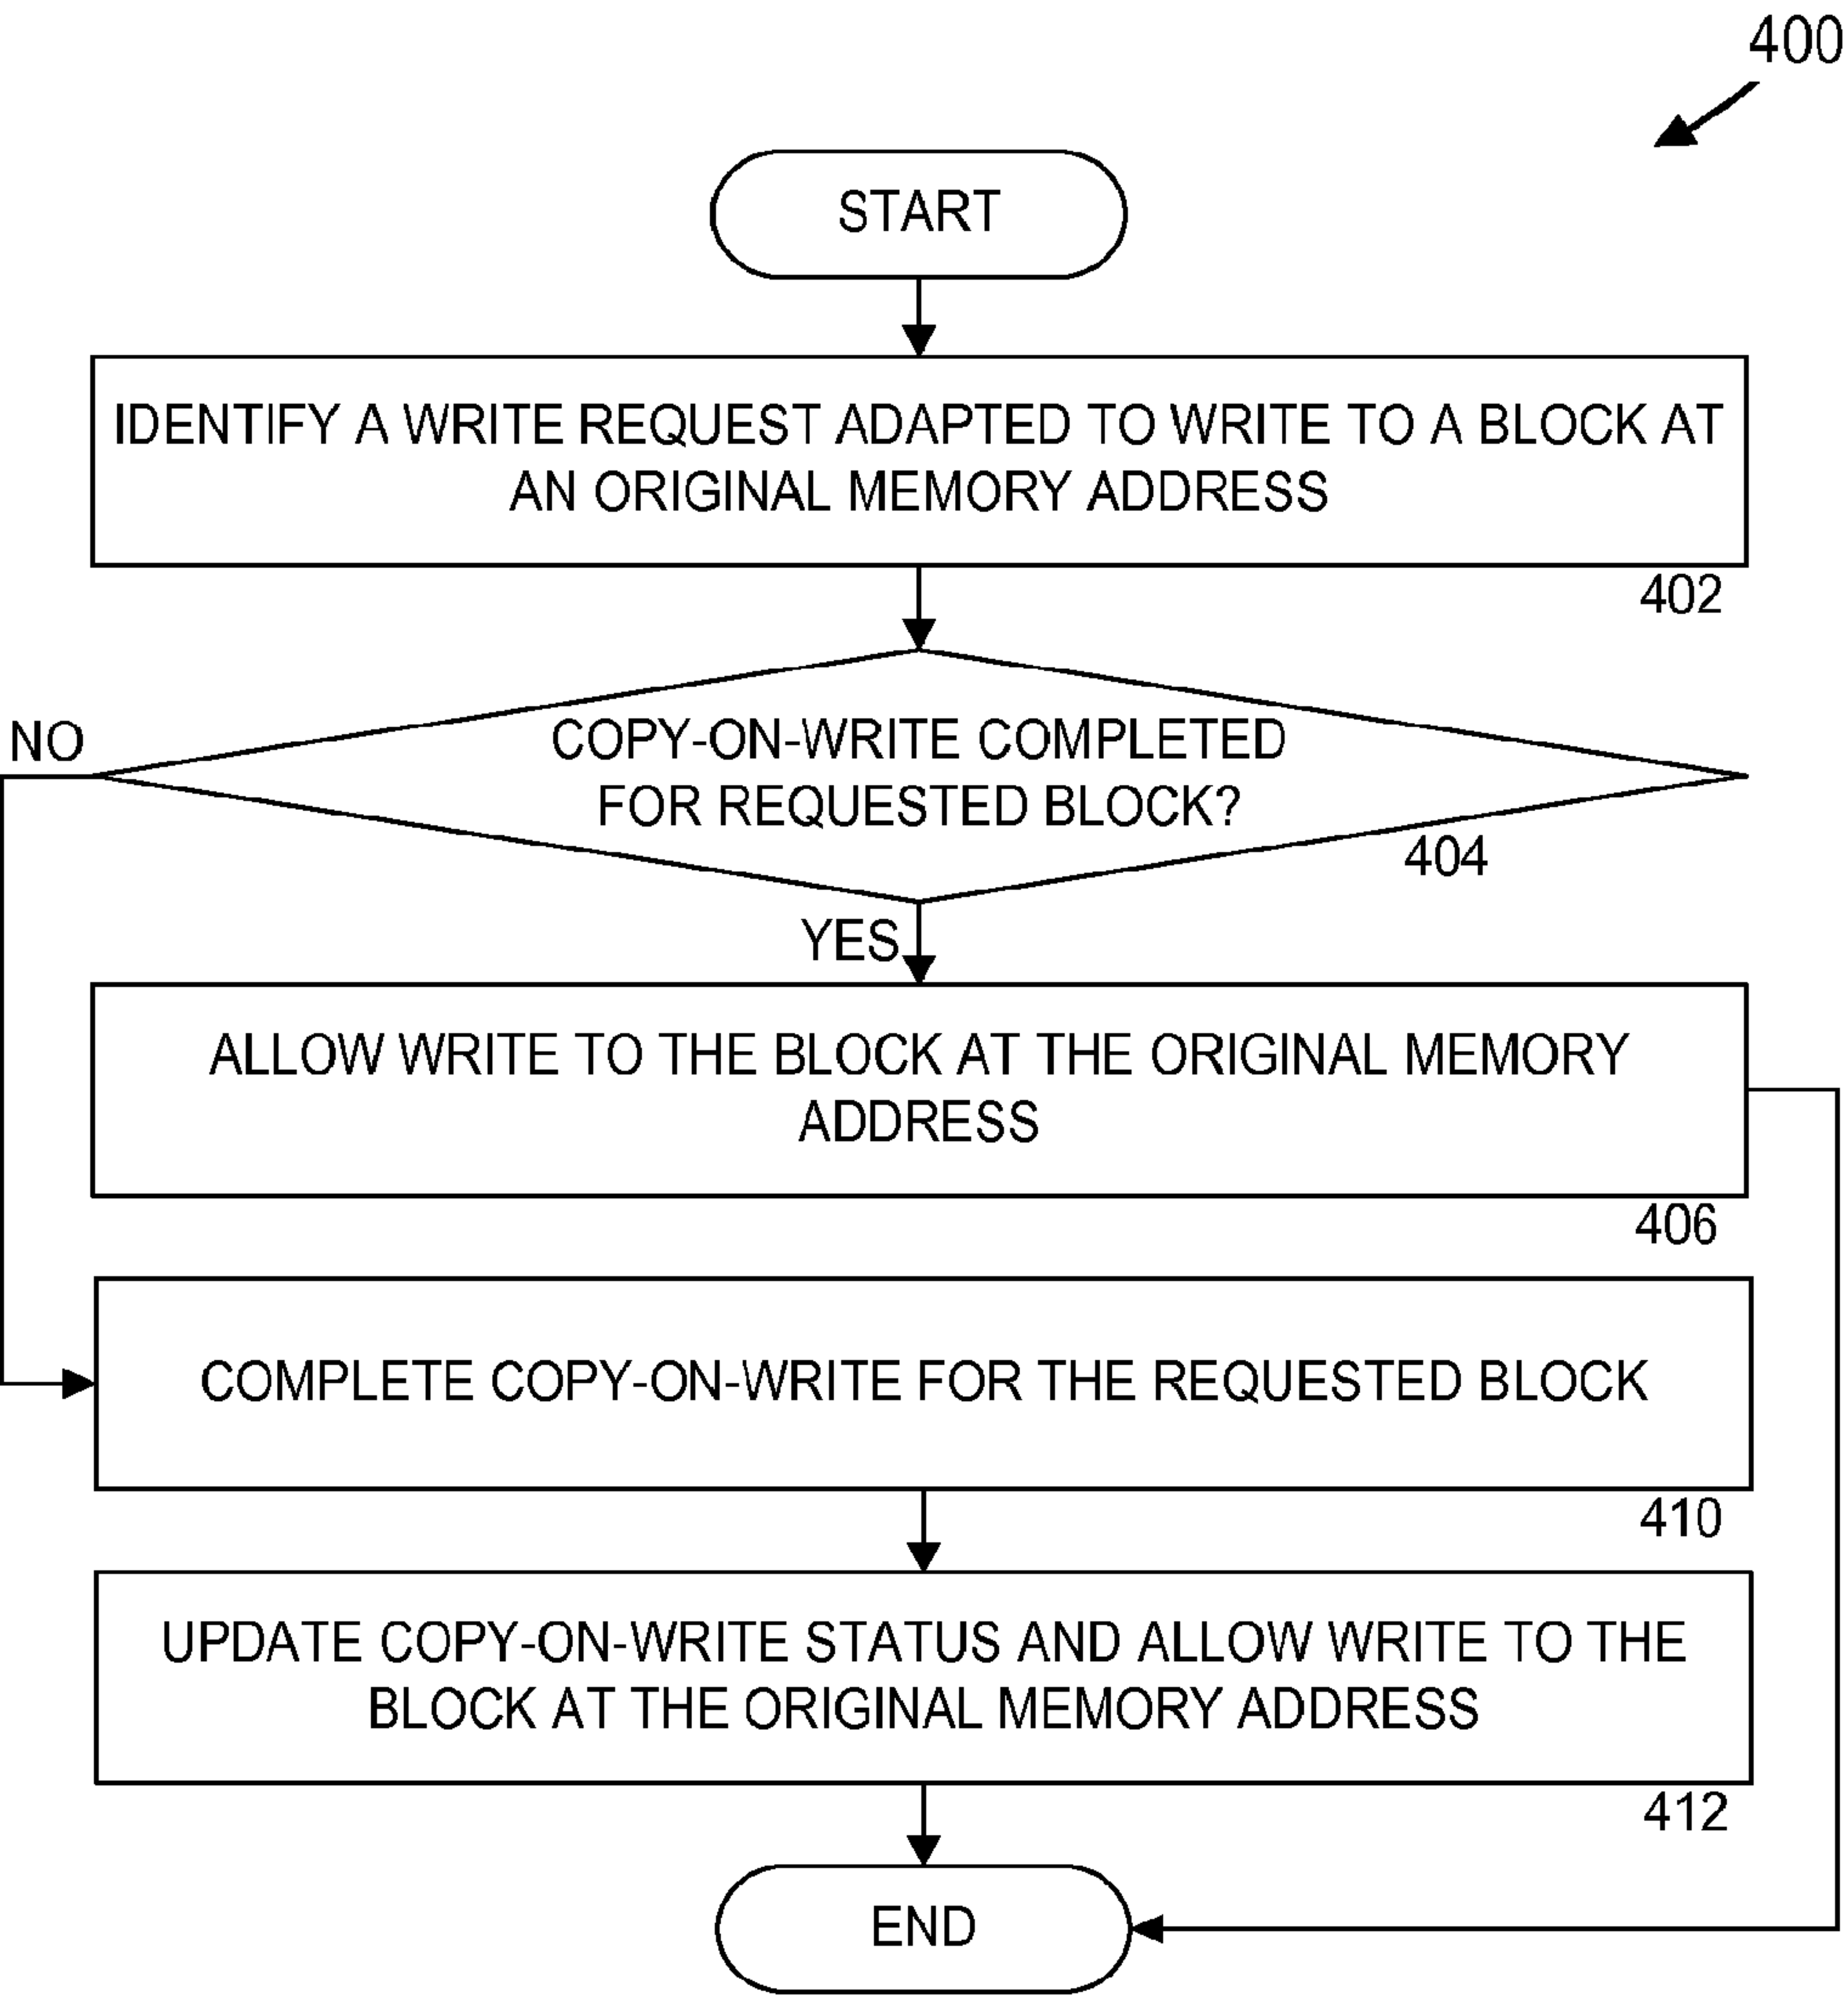 400
START
IDENTIFY A WRITE REQUEST ADAPTED TO WRITE TO A BLOCK AT
AN ORIGINAL MEMORY ADDRESS
402
NO
COPY-ON-WRITE COMPLETED
FOR REQUESTED BLOCK?
404
YES
ALLOW WRITE TO THE BLOCK AT THE ORIGINAL MEMORY
ADDRESS
406
COMPLETE COPY-ON-WRITE FOR THE REQUESTED BLOCK
410
UPDATE COPY-ON-WRITE STATUS AND ALLOW WRITE TO THE
BLOCK AT THE ORIGINAL MEMORY ADDRESS
412
END